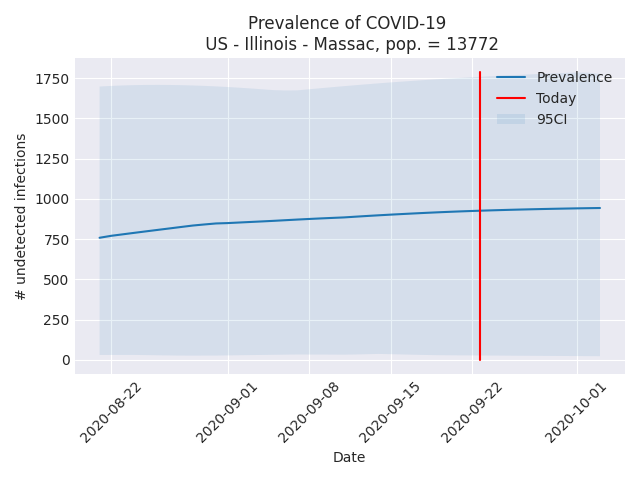 Prevalence of COVID-19
US - Illinois - Massac, pop. = 13772
# undetected infections
1750
1500
1250
1000
750
500
250
0
Prevalence
Today
95CI
2020-08-22
2020-09-01
2020-09-08
2020-09-15
2020-09-22
2020-10-01
Date